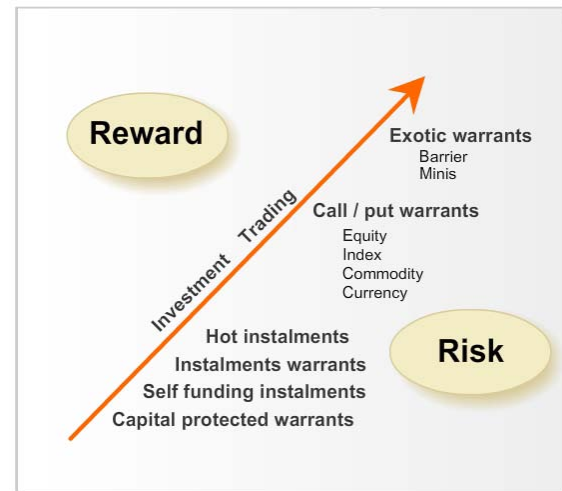 Reward
Exotic warrants
Barrier
Minis
Investment Trading
Call / put warrants
Equity
Index
Commodity
Currency
Hot instalments
Instalments warrants
Self funding instalments
Capital protected warrants
Risk